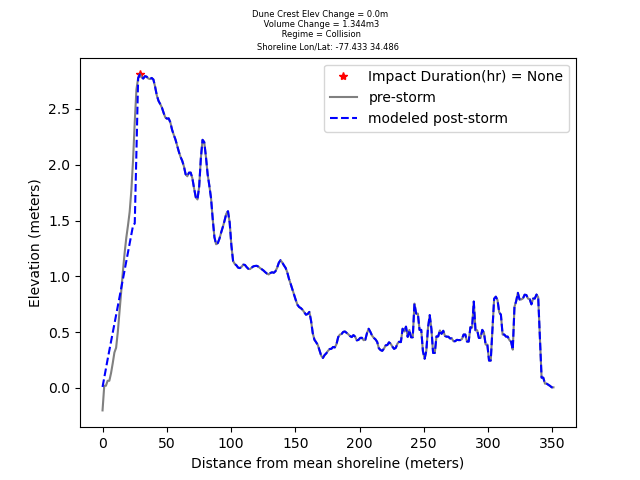 Dune Crest Elev Change = 0.0m
Volume Change = 1.344m3
Regime = Collision
Shoreline Lon/Lat: -77.433 34.486
Impact Duration(hr) = None
pre-storm
modeled post-storm
Elevation (meters)
2.5
2.0
1.5
1.0
0.5
0.0
0 50 100 150 200 250 300 350
Distance from mean shoreline (meters)